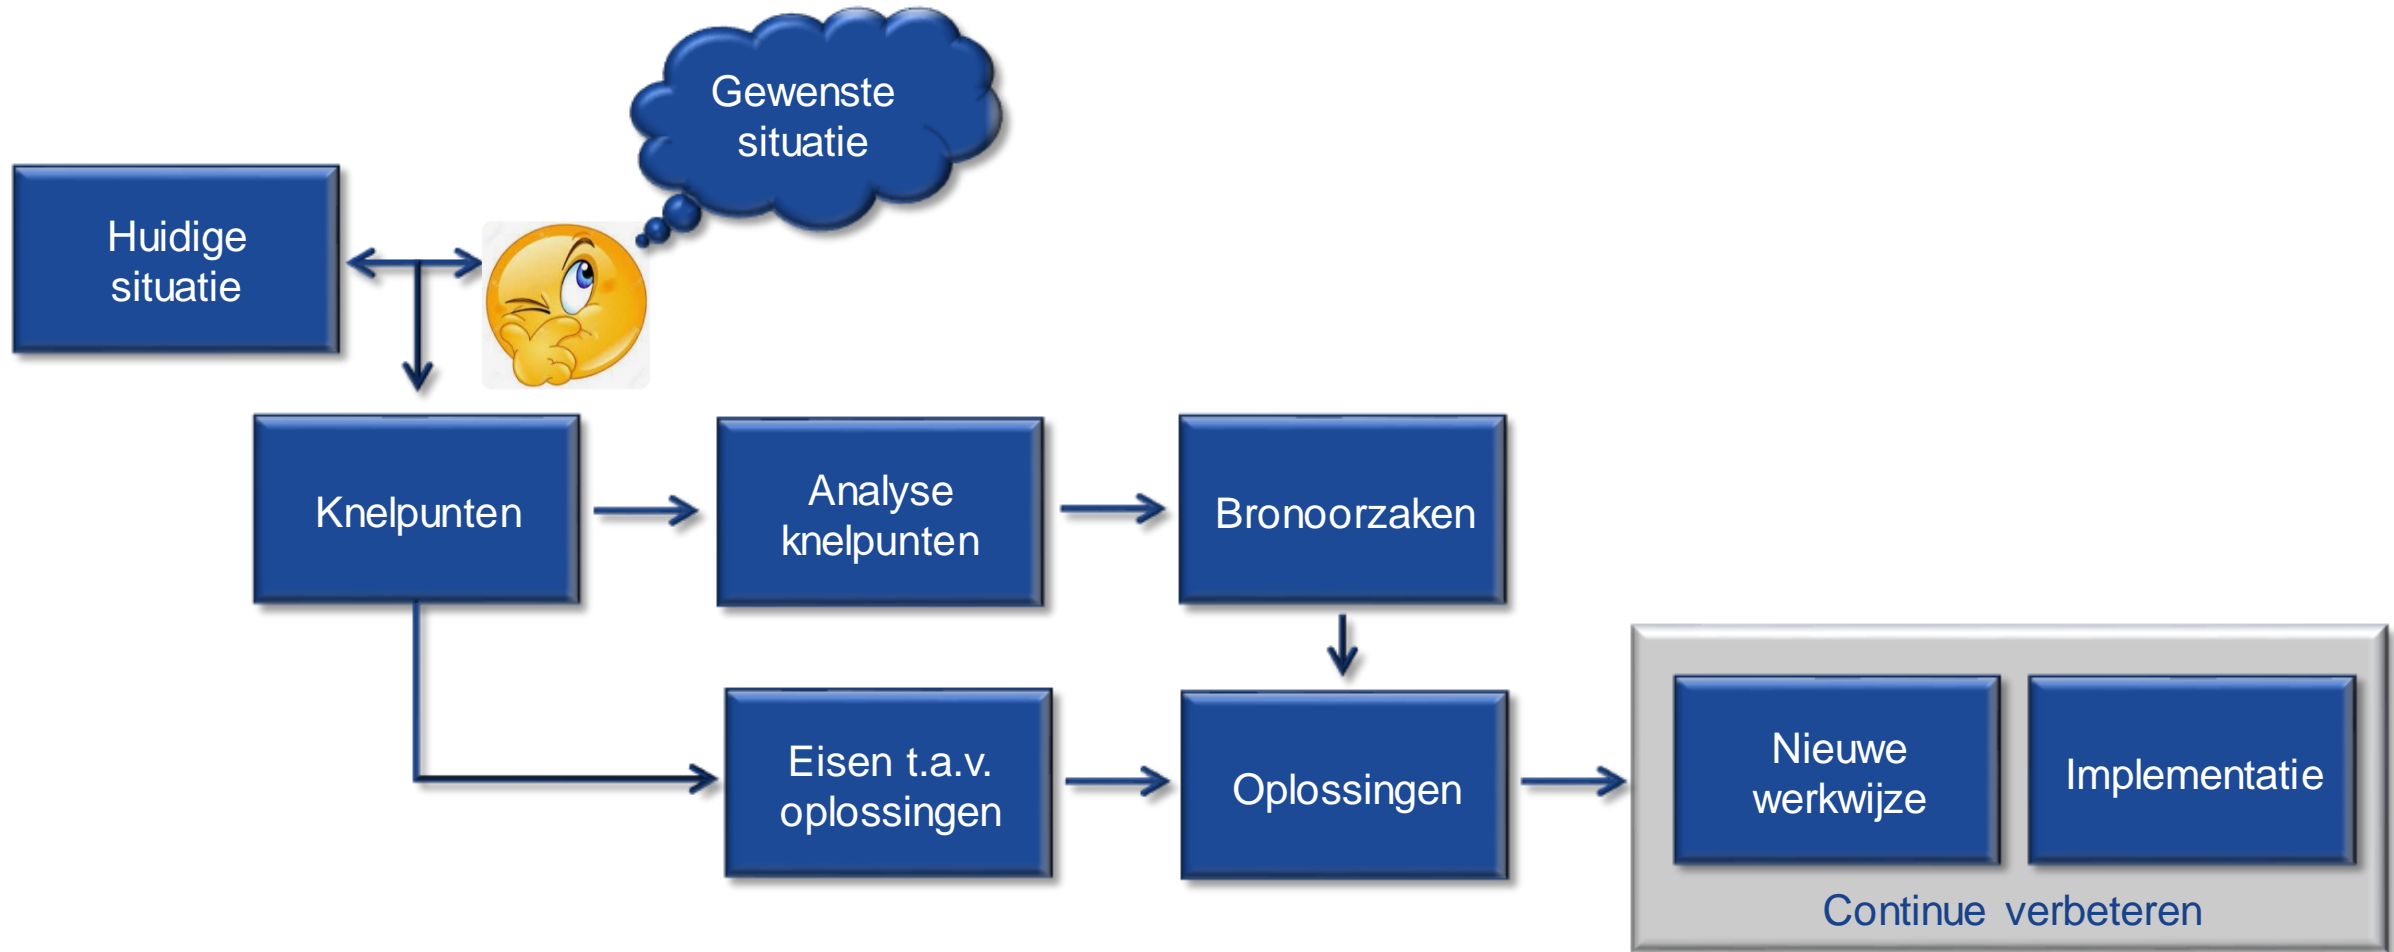 Gewenste
situatie
Huidige
situatie
Knelpunten
Analyse
knelpunten
Bronoorzaken
Eisen t.a.v.
oplossingen
Oplossingen
Nieuwe
werkwijze
Implementatie
Continue verbeteren